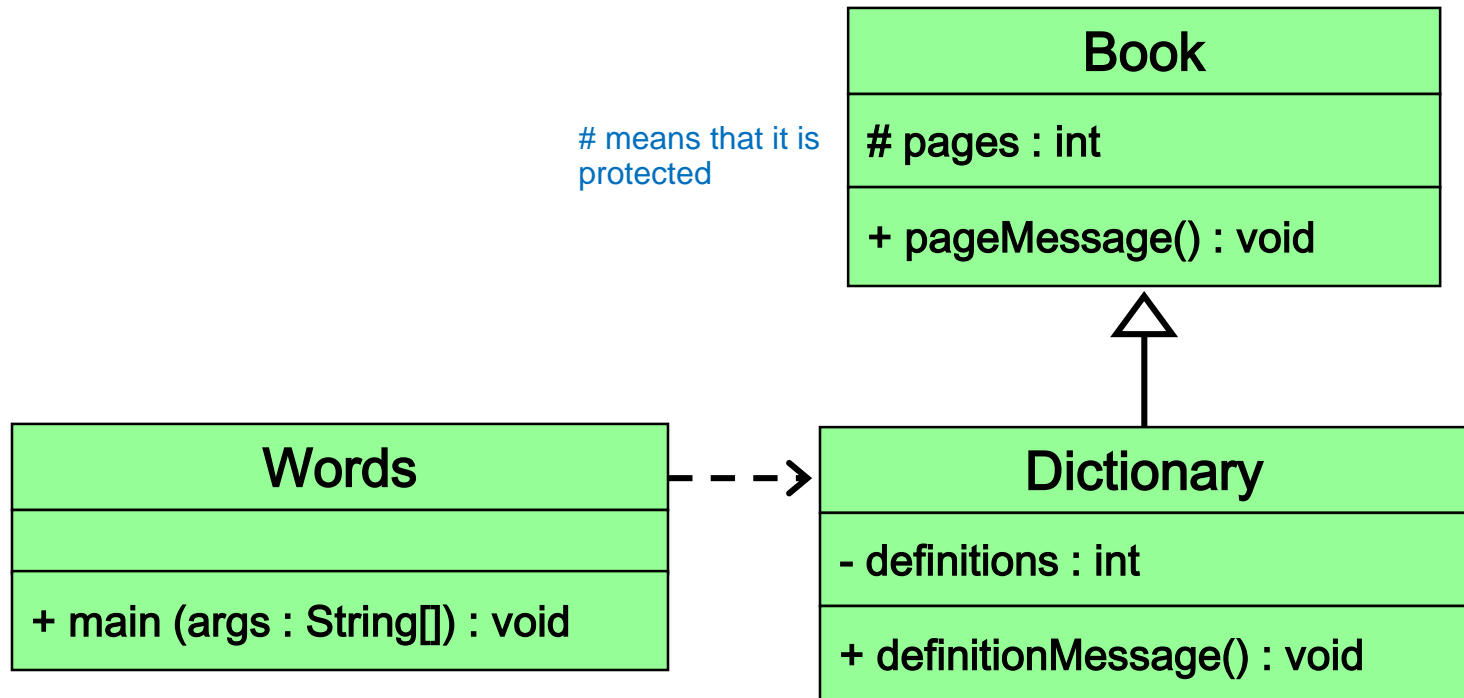 Book
# means that it is
protected
# pages : int
+ pageMessage() : void
Words
+ main (args : String[]) : void
Dictionary
- definitions : int
+ definitionMessage() : void